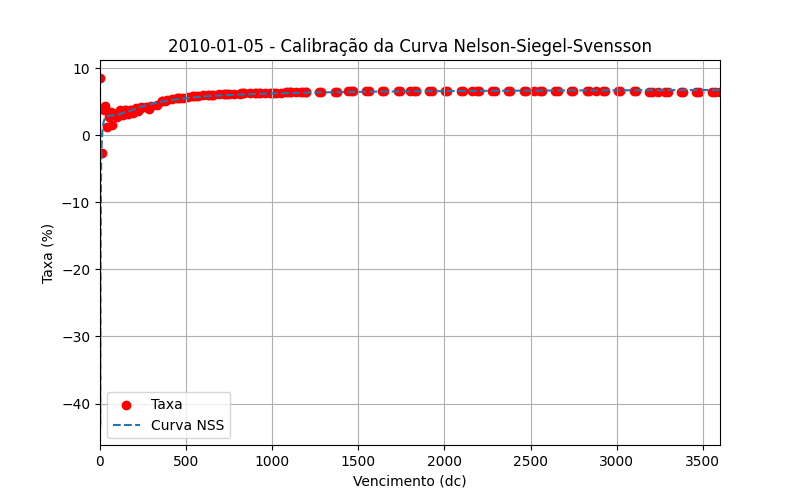 2010-01-05 - Calibração da Curva Nelson-Siegel-Svensson
10
0
−10
−20
−30
−40
Taxa (%)
Taxa
Curva NSS
0 500 1000 1500 2000 2500 3000 3500
Vencimento (dc)